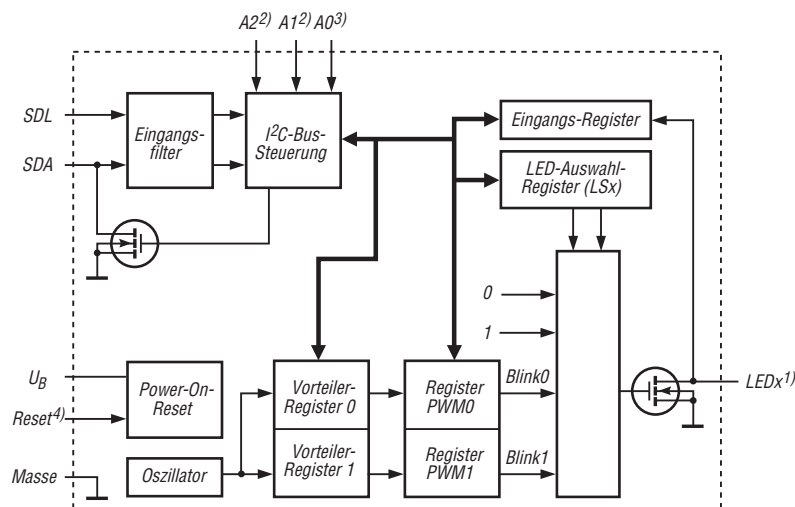 A2²⁾ A1²⁾ A0³⁾
SDL
SDA
Eingangs-
filter
I²C-Bus-
Steuerung
Eingangs-Register
LED-Auswahl-
Register (LSx)
0
1
U_B
Reset⁴⁾
Masse
Power-On-
Reset
Oszillator
Vorteiler-
Register 0
Vorteiler-
Register 1
Register
PWM0
Register
PWM1
Blink0
Blink1
LEDx¹⁾